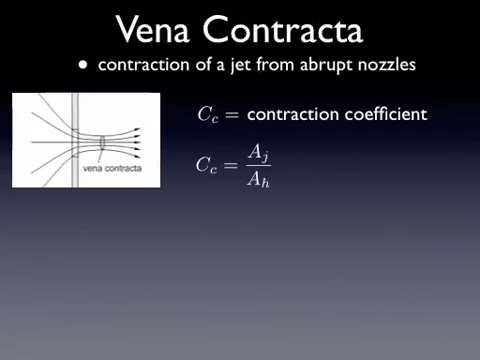 Vena Contracta
• contraction of a jet from abrupt nozzles
C_c = contraction coefficient
C_c = A_j / A_h
vena contracta